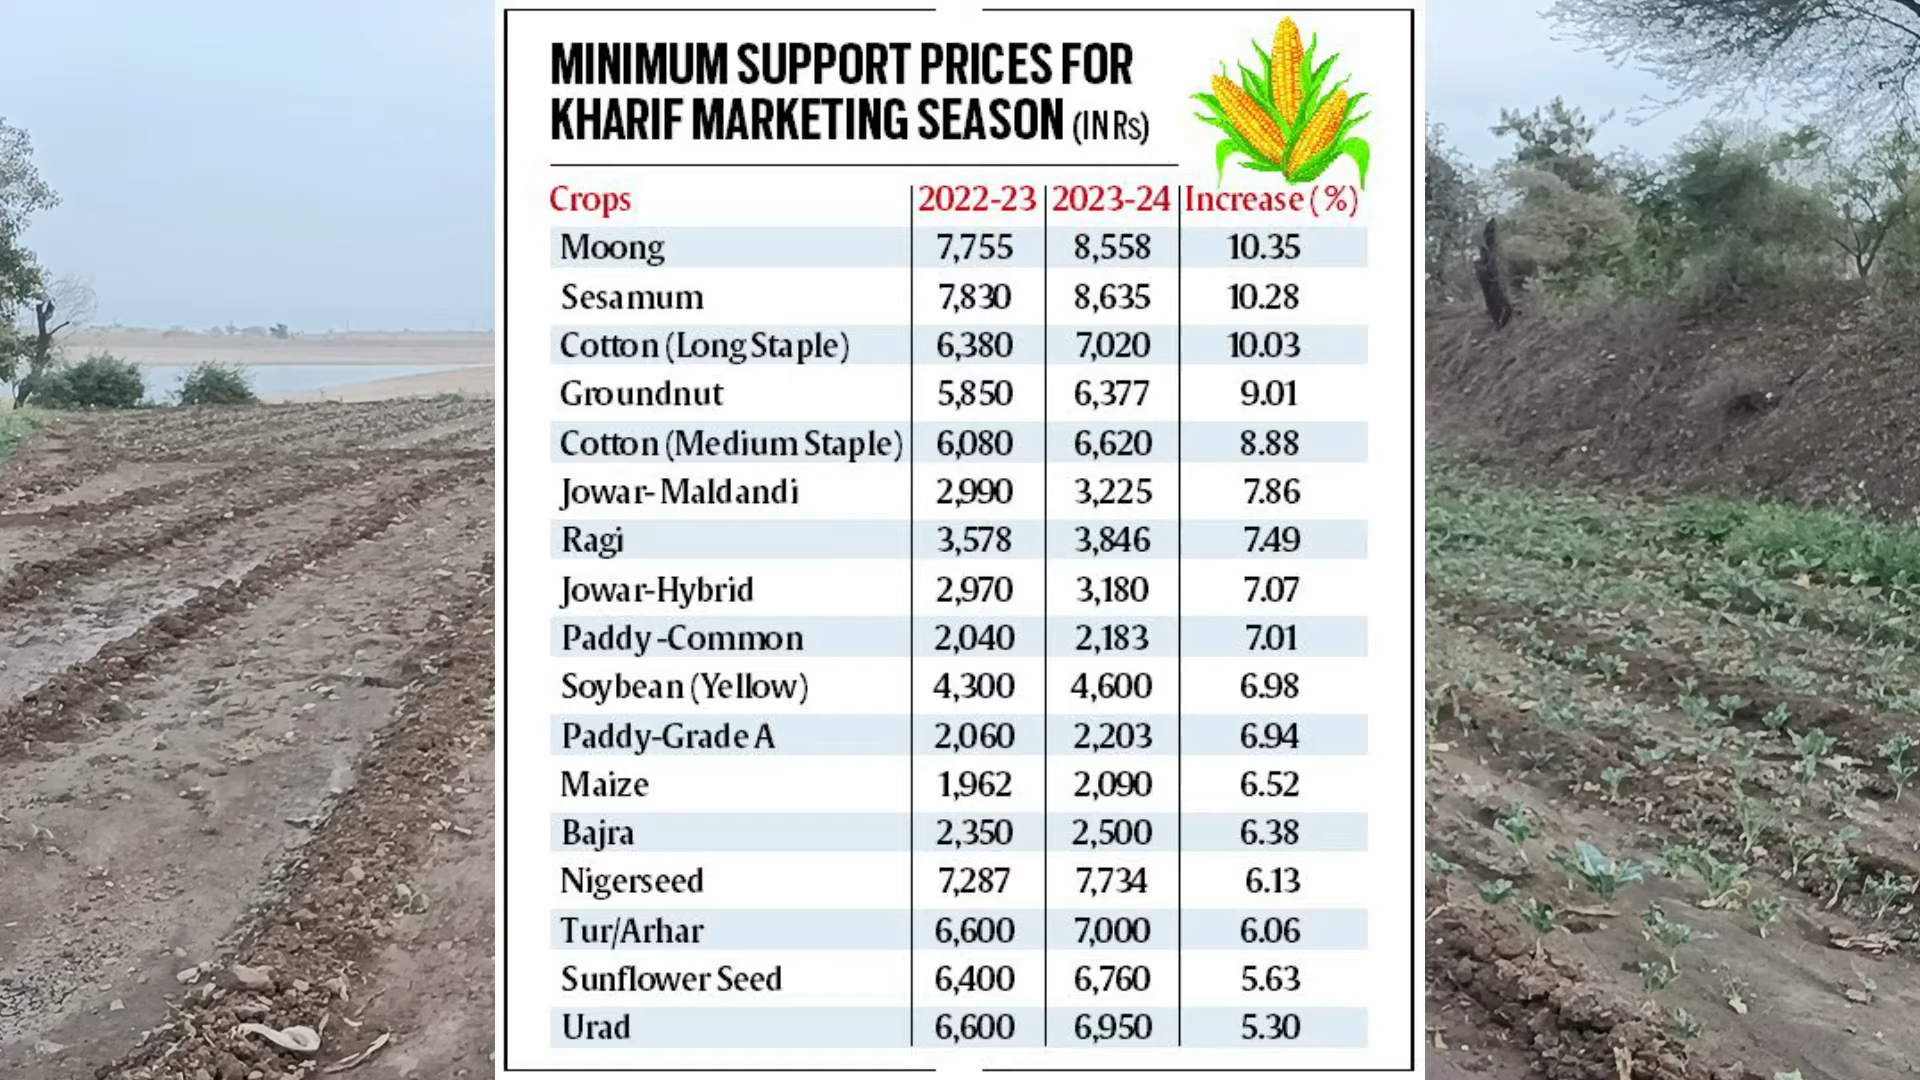 MINIMUM SUPPORT PRICES FOR
KHARIF MARKETING SEASON (IN Rs)
Crops 2022-23 2023-24 Increase (%)
Moong 7,755 8,558 10.35
Sesamum 7,830 8,635 10.28
Cotton (Long Staple) 6,380 7,020 10.03
Groundnut 5,850 6,377 9.01
Cotton (Medium Staple) 6,080 6,620 8.88
Jowar-Maldandi 2,990 3,225 7.86
Ragi 3,578 3,846 7.49
Jowar-Hybrid 2,970 3,180 7.07
Paddy-Common 2,040 2,183 7.01
Soybean (Yellow) 4,300 4,600 6.98
Paddy-Grade A 2,060 2,203 6.94
Maize 1,962 2,090 6.52
Bajra 2,350 2,500 6.38
Nigerseed 7,287 7,734 6.13
Tur/Arhar 6,600 7,000 6.06
Sunflower Seed 6,400 6,760 5.63
Urad 6,600 6,950 5.30